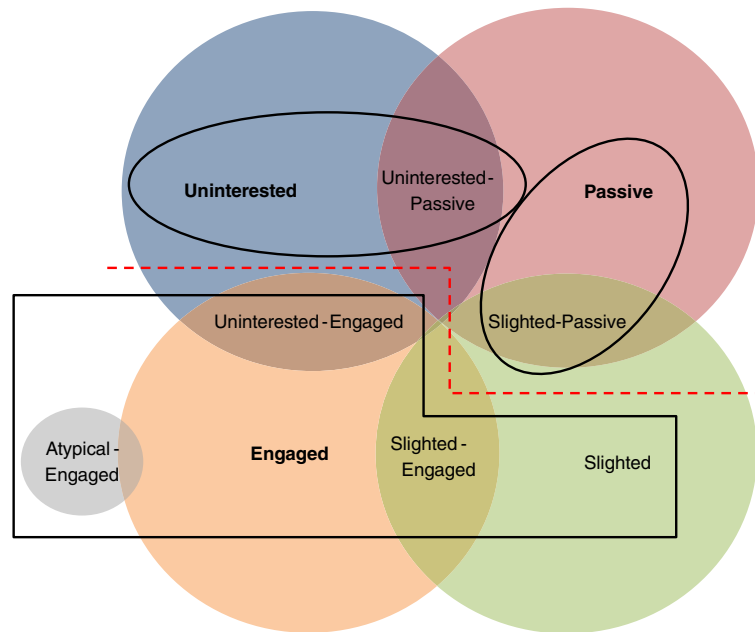 Uninterested
Uninterested-
Passive
Passive
Uninterested-Engaged
Slighted-Passive
Atypical-
Engaged
Engaged
Slighted-
Engaged
Slighted